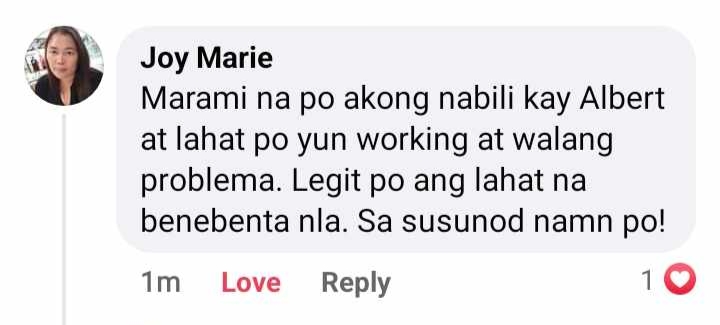 Joy Marie
Marami na po akong nabili kay Albert
at lahat po yun working at walang
problema. Legit po ang lahat na
benebenta nla. Sa susunod namn po!
1m Love Reply 1